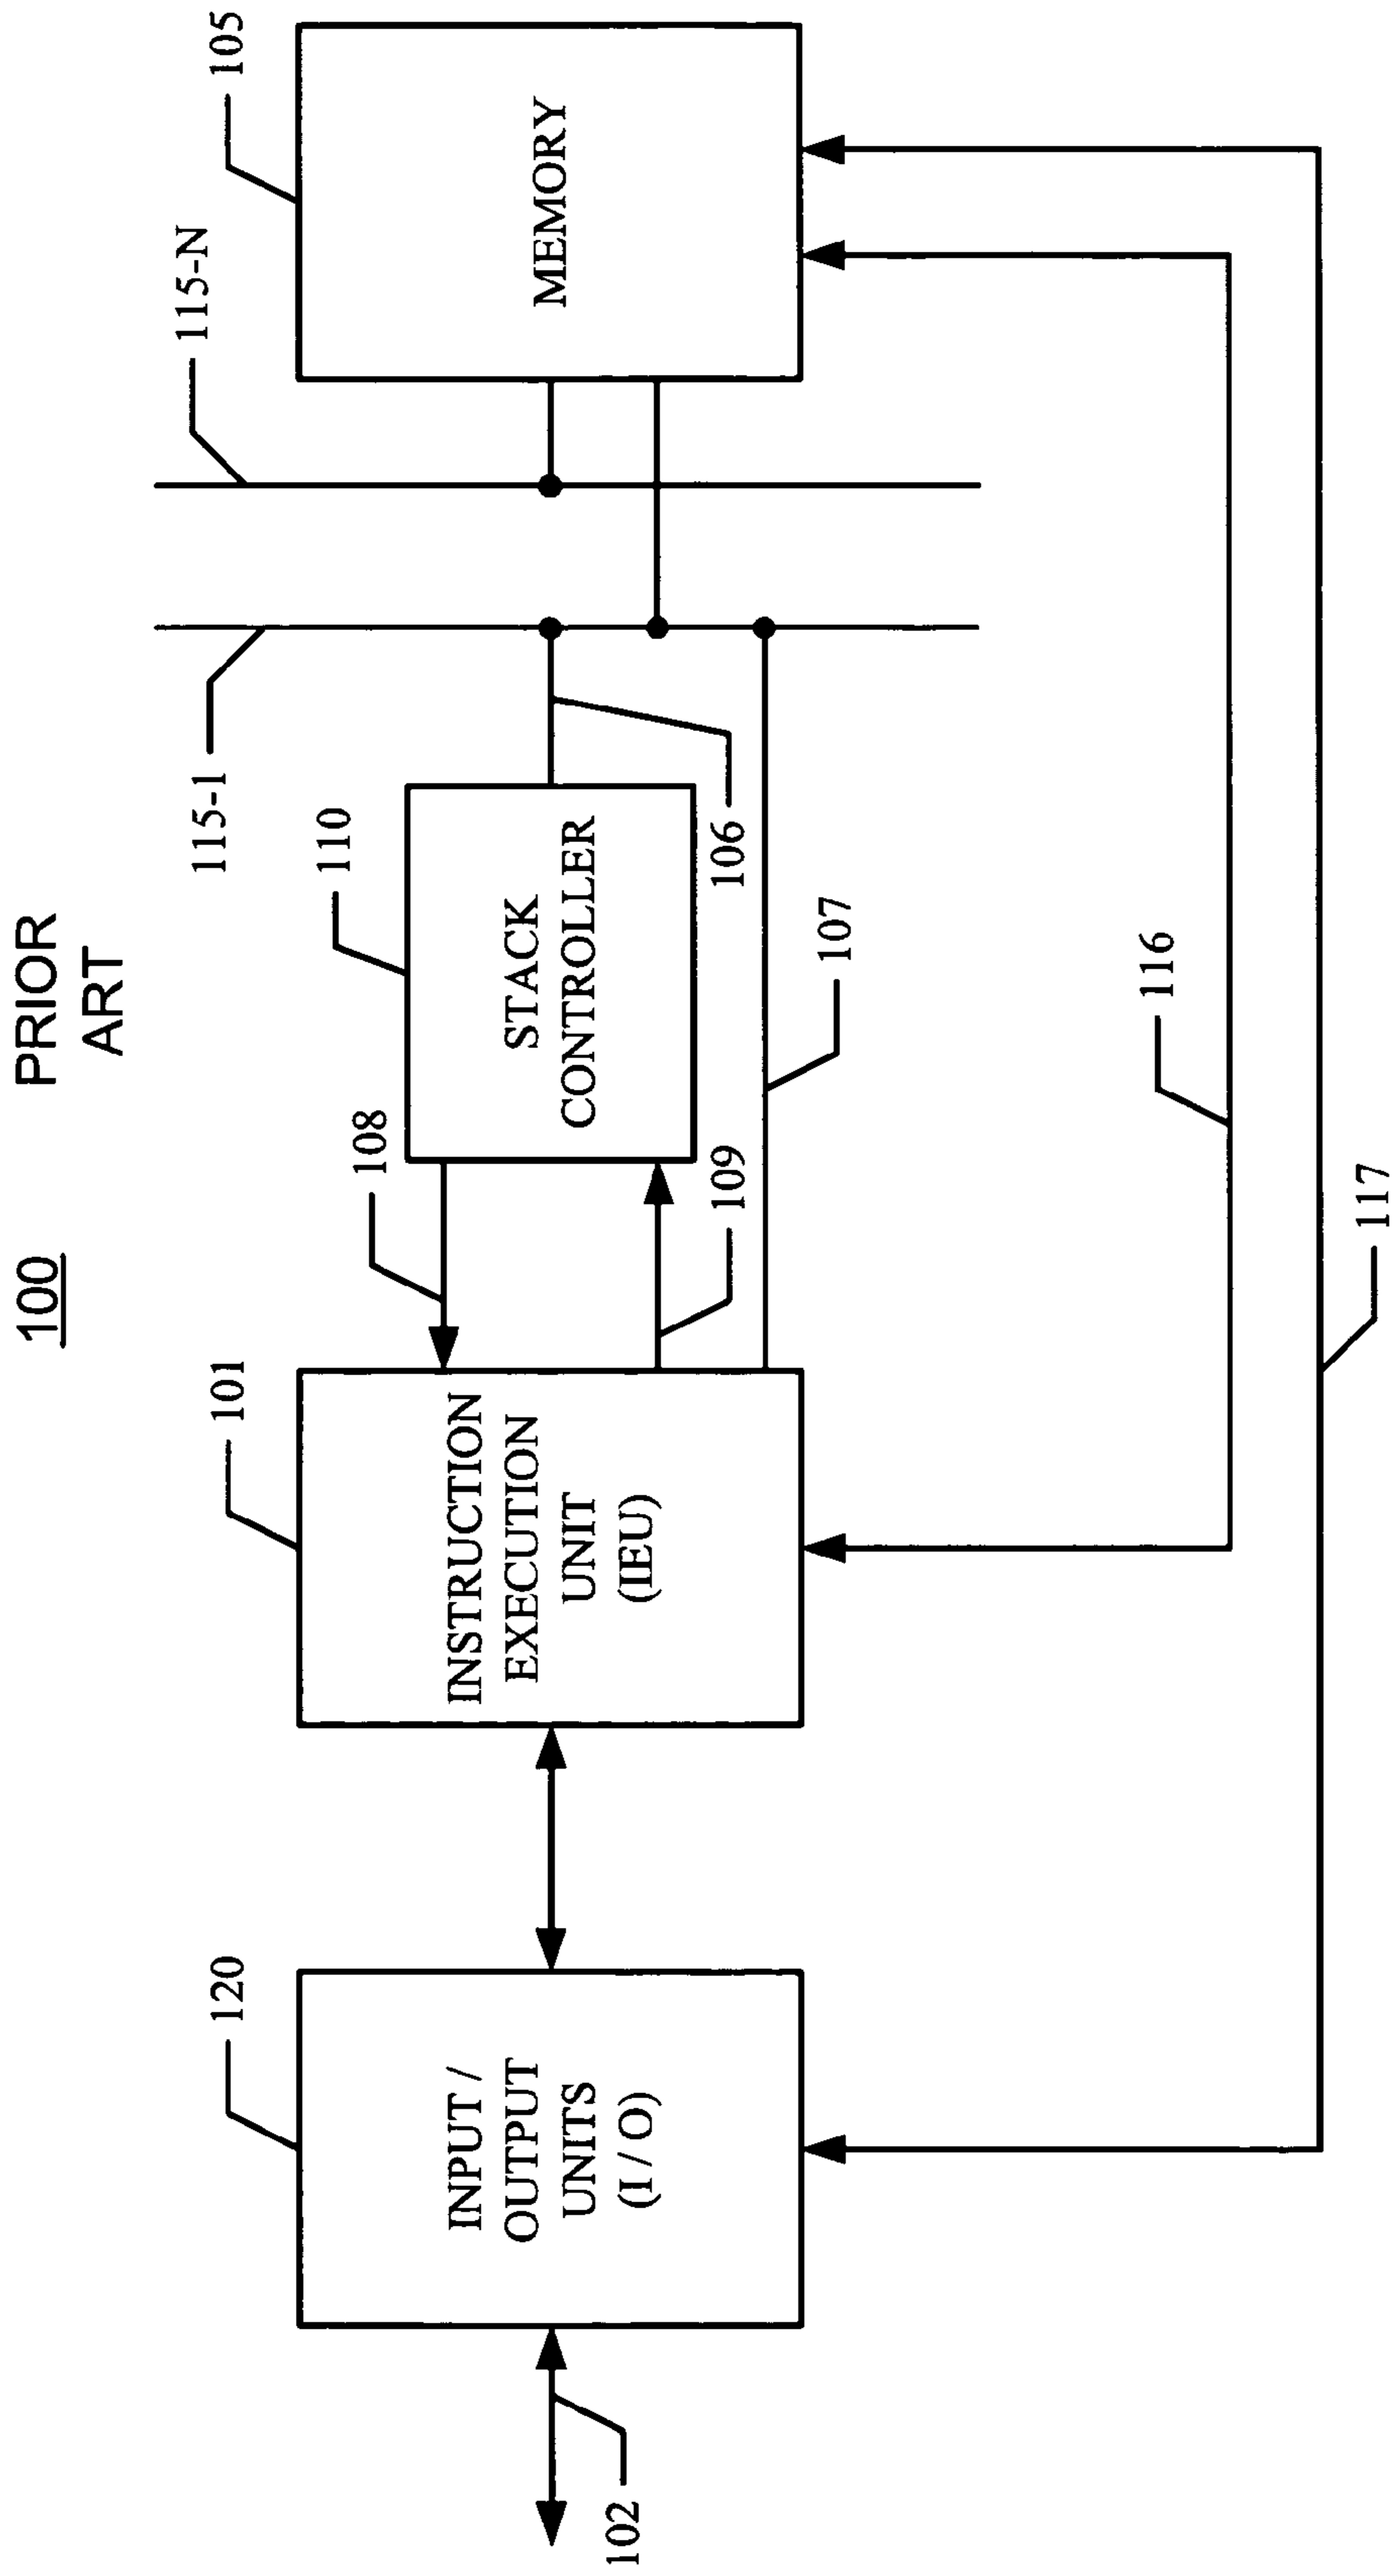 100
PRIOR
ART
120
101
108
110
115-1
115-N
105
INPUT /
OUTPUT
UNITS
(I / O)
INSTRUCTION
EXECUTION
UNIT
(IEU)
STACK
CONTROLLER
MEMORY
102
109
106
107
116
117